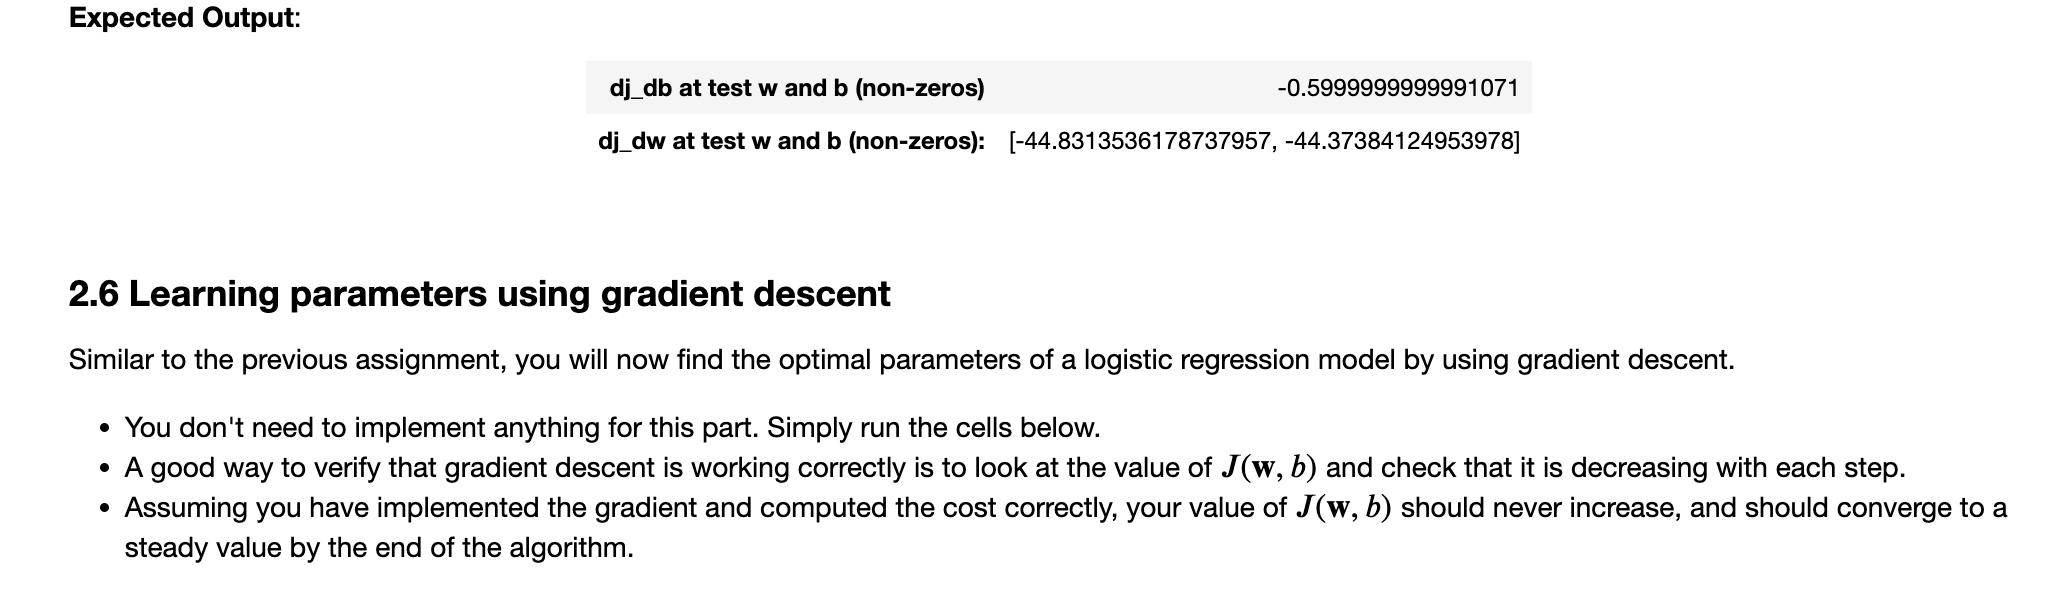 Expected Output:
dj_db at test w and b (non-zeros) -0.5999999999991071
dj_dw at test w and b (non-zeros): [-44.8313536178737957, -44.37384124953978]
2.6 Learning parameters using gradient descent
Similar to the previous assignment, you will now find the optimal parameters of a logistic regression model by using gradient descent.
• You don't need to implement anything for this part. Simply run the cells below.
• A good way to verify that gradient descent is working correctly is to look at the value of J(w, b) and check that it is decreasing with each step.
• Assuming you have implemented the gradient and computed the cost correctly, your value of J(w, b) should never increase, and should converge to a
steady value by the end of the algorithm.